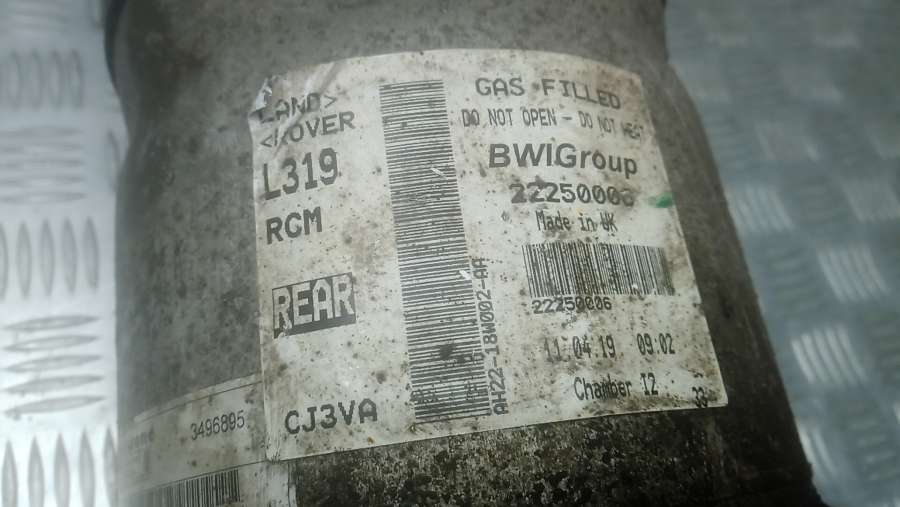 LAND>
<ROVER
L319
RCM
REAR
CJ3VA
AH22-18W002-AA
GAS FILLED
DO NOT OPEN - DO NOT HEAT
BWIGroup
22250006
Made in UK
22250006
11.04.19 09.02
Chamber I2
33
3496895